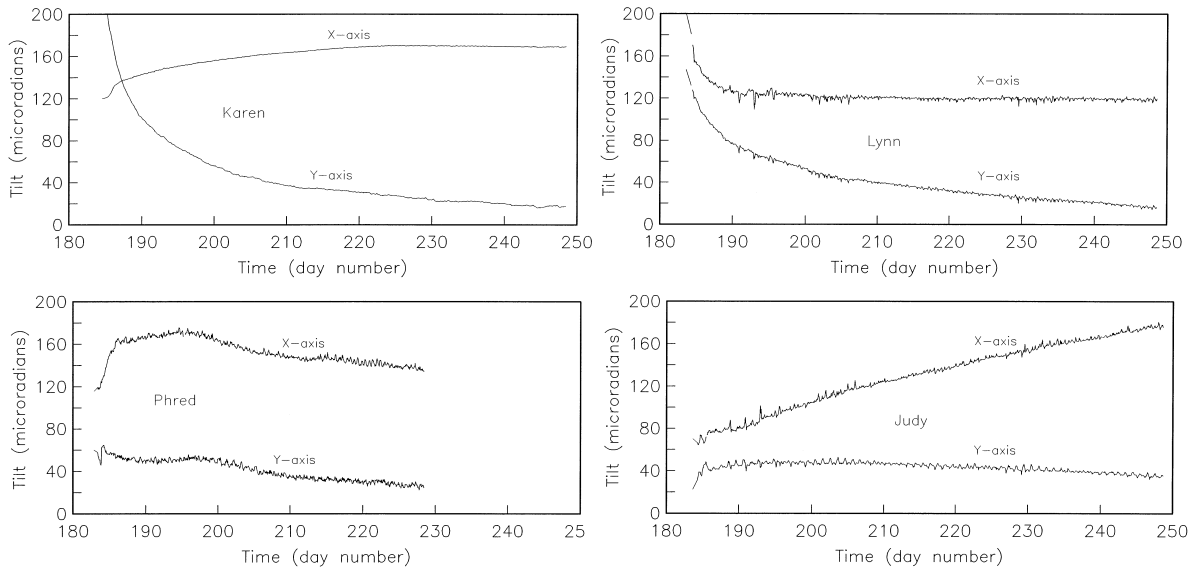 200
160
120
80
40
0
Tilt (microradians)
X-axis
Karen
Y-axis
180 190 200 210 220 230 240 250
Time (day number)
200
160
120
80
40
0
Tilt (microradians)
X-axis
Lynn
Y-axis
180 190 200 210 220 230 240 250
Time (day number)
200
160
120
80
40
0
Tilt (microradians)
X-axis
Phred
Y-axis
180 190 200 210 220 230 240 25
Time (day number)
200
160
120
80
40
0
Tilt (microradians)
X-axis
Judy
Y-axis
180 190 200 210 220 230 240 250
Time (day number)